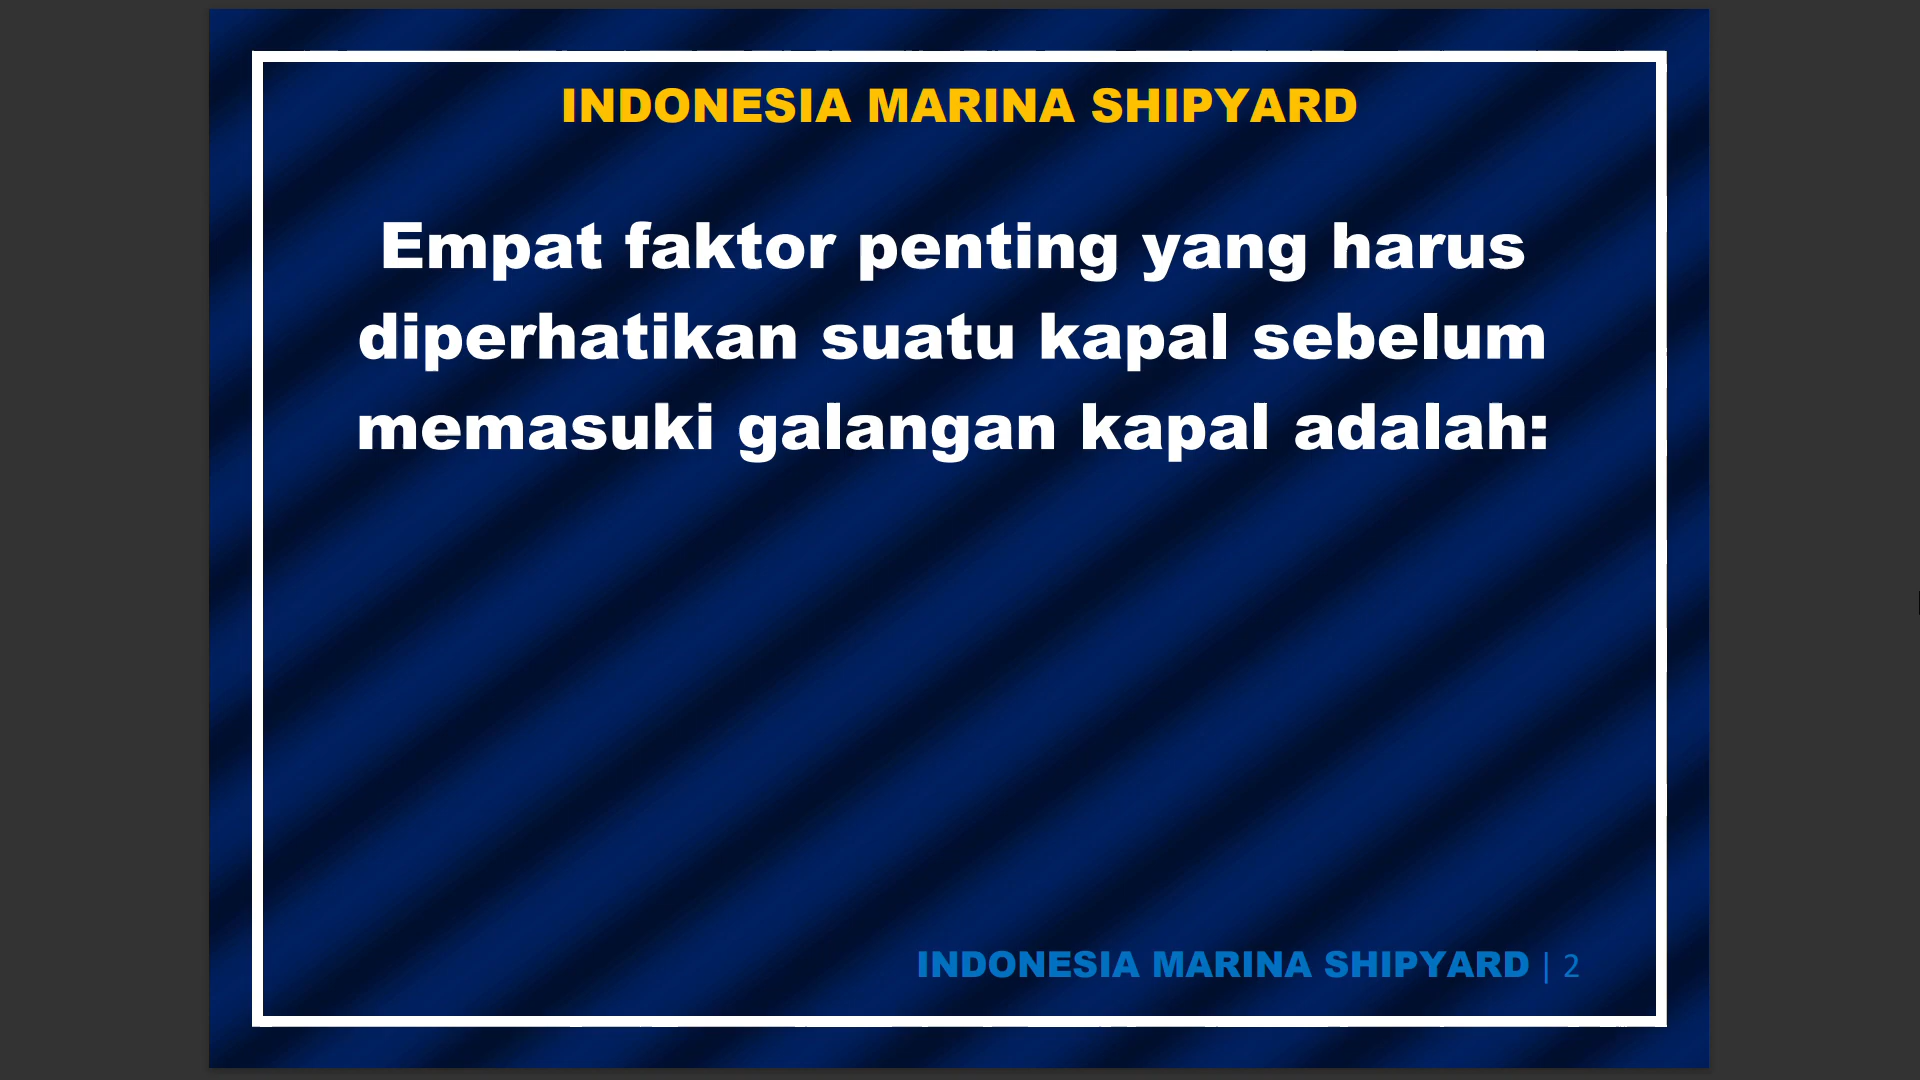 INDONESIA MARINA SHIPYARD
Empat faktor penting yang harus
diperhatikan suatu kapal sebelum
memasuki galangan kapal adalah:
INDONESIA MARINA SHIPYARD | 2